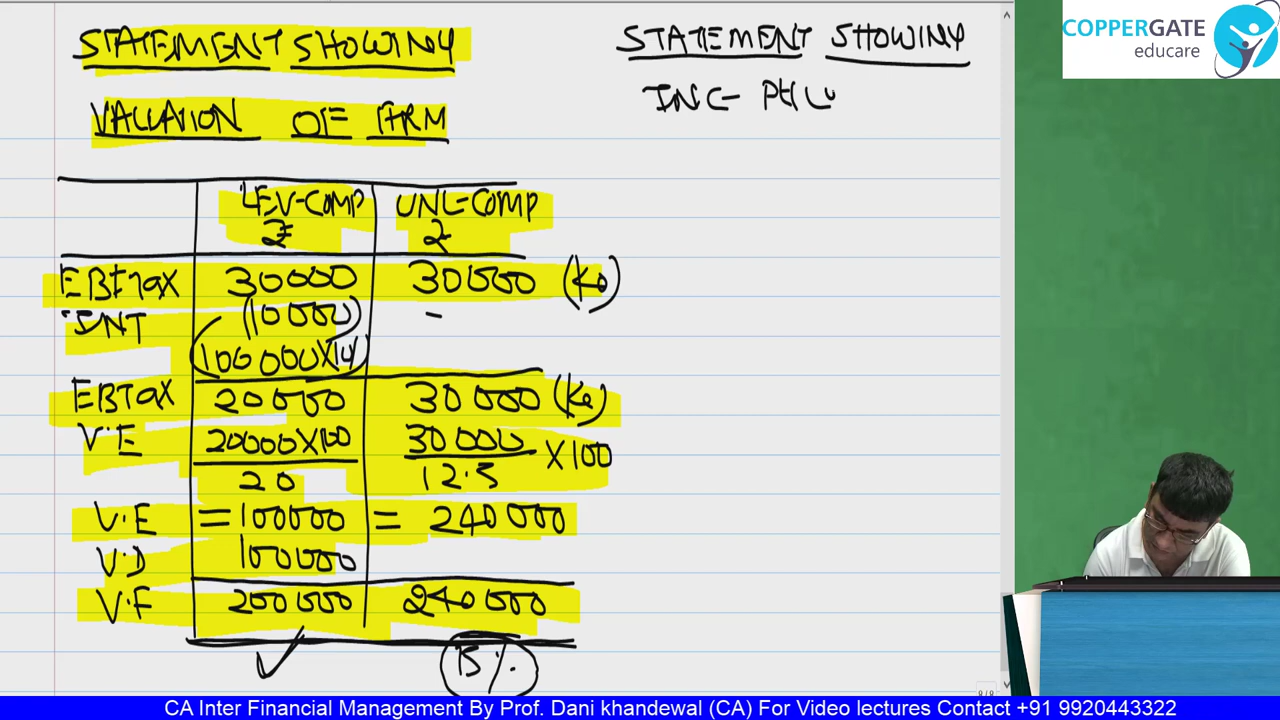 STATEMENT SHOWING
VALUATION OF FIRM
LEV-COMP UNL-COMP
₹ ₹
EBITax 30000 30000 (Ko)
INT (10000) -
(100000X10)
EBTax 20000 30000 (Ke)
V.E 20000X100 30000 X100
20 12.5
V.E =100000 = 240000
V.D 100000
V.F 200000 240000
15%
STATEMENT SHOWING
INC-
COPPERGATE
educare
8/8
CA Inter Financial Management By Prof. Dani khandewal (CA) For Video lectures Contact +91 9920443322